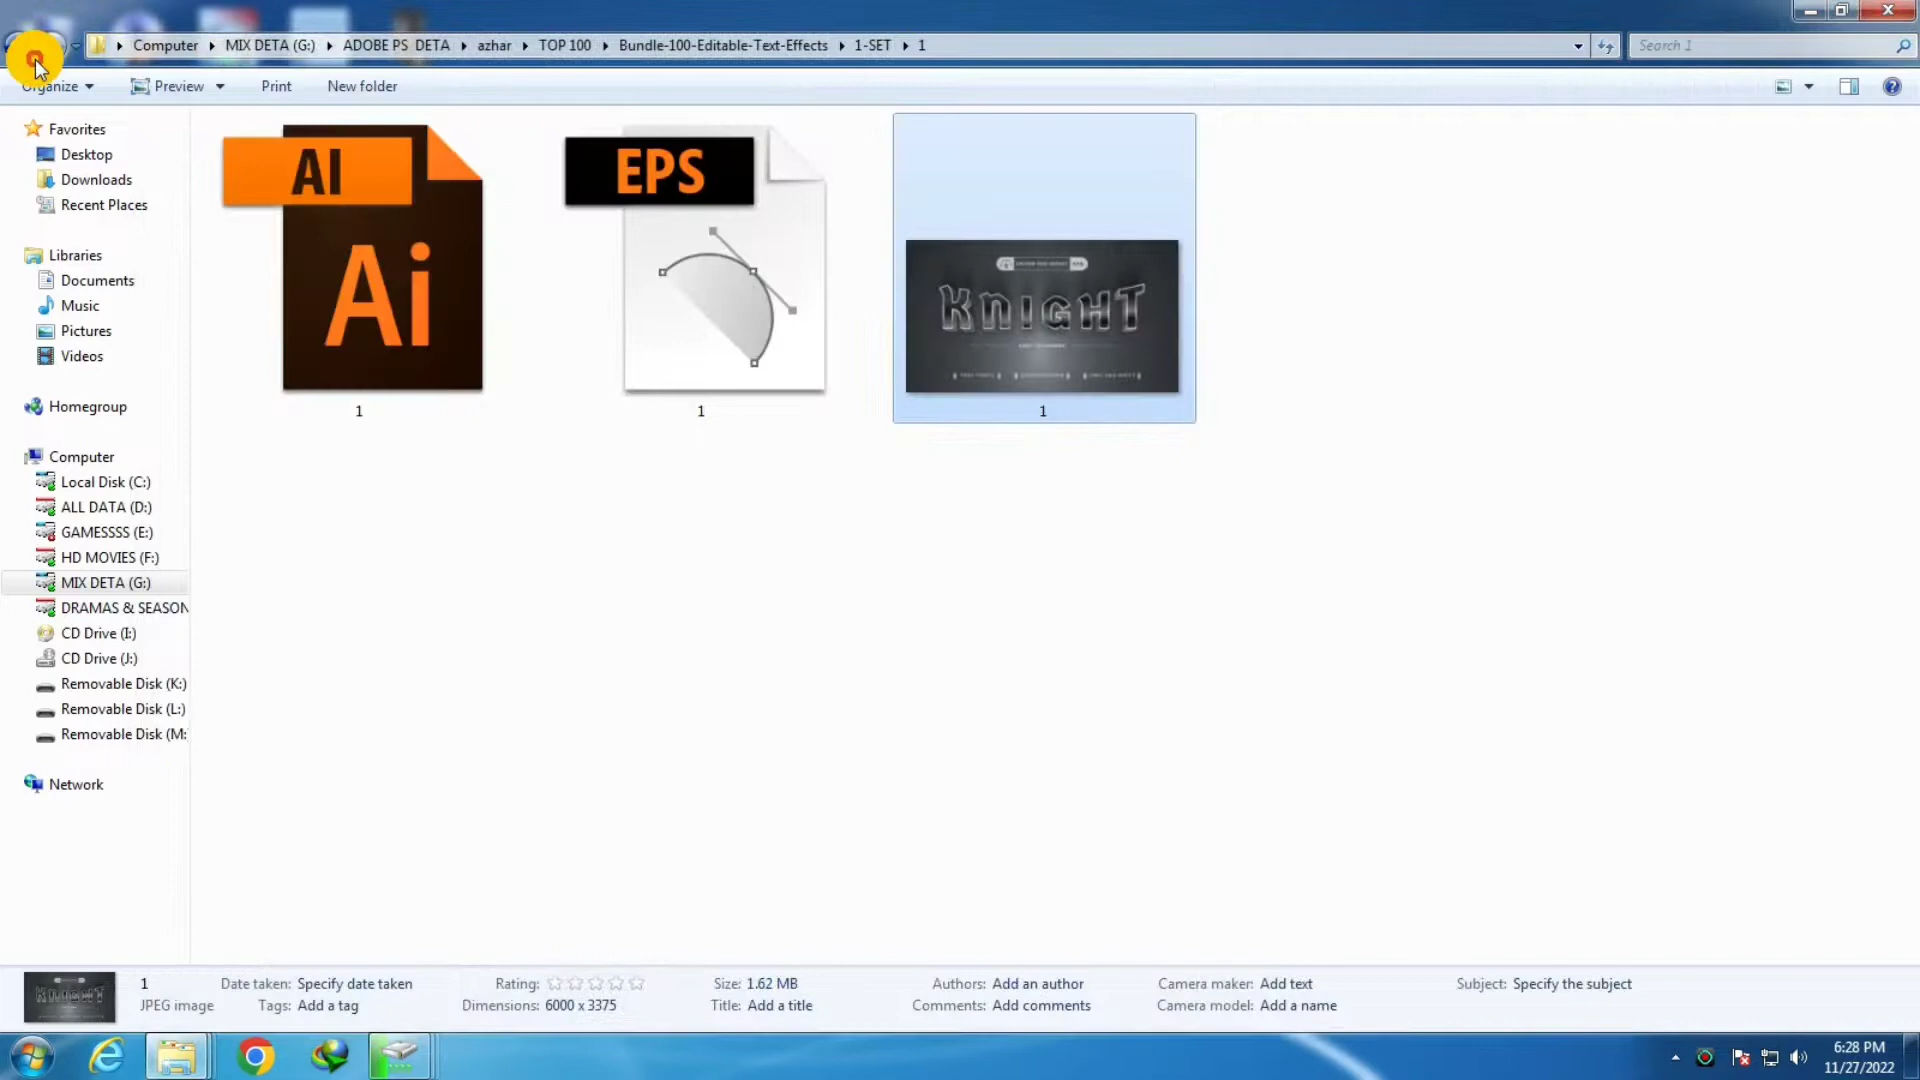 Computer MIX DETA (G:) ADOBE PS DETA azhar TOP 100 Bundle-100-Editable-Text-Effects 1-SET 1
Search 1
Organize Preview Print New folder
Favorites
Desktop
Downloads
Recent Places
Libraries
Documents
Music
Pictures
Videos
Homegroup
Computer
Local Disk (C:)
ALL DATA (D:)
GAMESSSS (E:)
HD MOVIES (F:)
MIX DETA (G:)
DRAMAS & SEASON
CD Drive (I:)
CD Drive (J:)
Removable Disk (K:)
Removable Disk (L:)
Removable Disk (M:
Network
AI
Ai
1
EPS
1
KNIGHT
1
KNIGHT
1
JPEG image
Date taken: Specify date taken
Tags: Add a tag
Rating:
Dimensions: 6000 x 3375
Size: 1.62 MB
Title: Add a title
Authors: Add an author
Comments: Add comments
Camera maker: Add text
Camera model: Add a name
Subject: Specify the subject
6:28 PM
11/27/2022